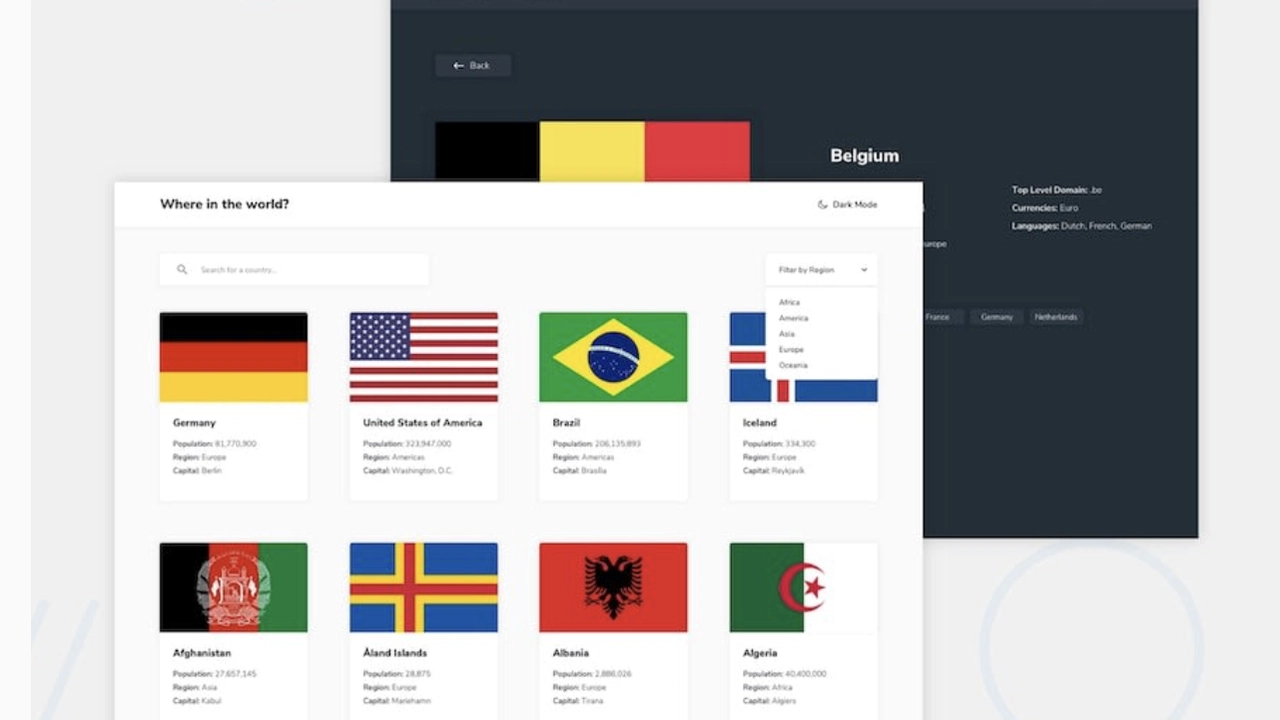 ← Back
Belgium
Top Level Domain: .be
Currencies: Euro
Languages: Dutch, French, German
France Germany Netherlands
Where in the world?
Dark Mode
Search for a country...
Filter by Region
Africa
America
Asia
Europe
Oceania
Germany
Population: 81,770,900
Region: Europe
Capital: Berlin
United States of America
Population: 323,947,000
Region: Americas
Capital: Washington, D.C.
Brazil
Population: 206,135,893
Region: Americas
Capital: Brasília
Iceland
Population: 334,300
Region: Europe
Capital: Reykjavík
Afghanistan
Population: 27,657,145
Region: Asia
Capital: Kabul
Åland Islands
Population: 28,875
Region: Europe
Capital: Mariehamn
Albania
Population: 2,886,026
Region: Europe
Capital: Tirana
Algeria
Population: 40,400,000
Region: Africa
Capital: Algiers